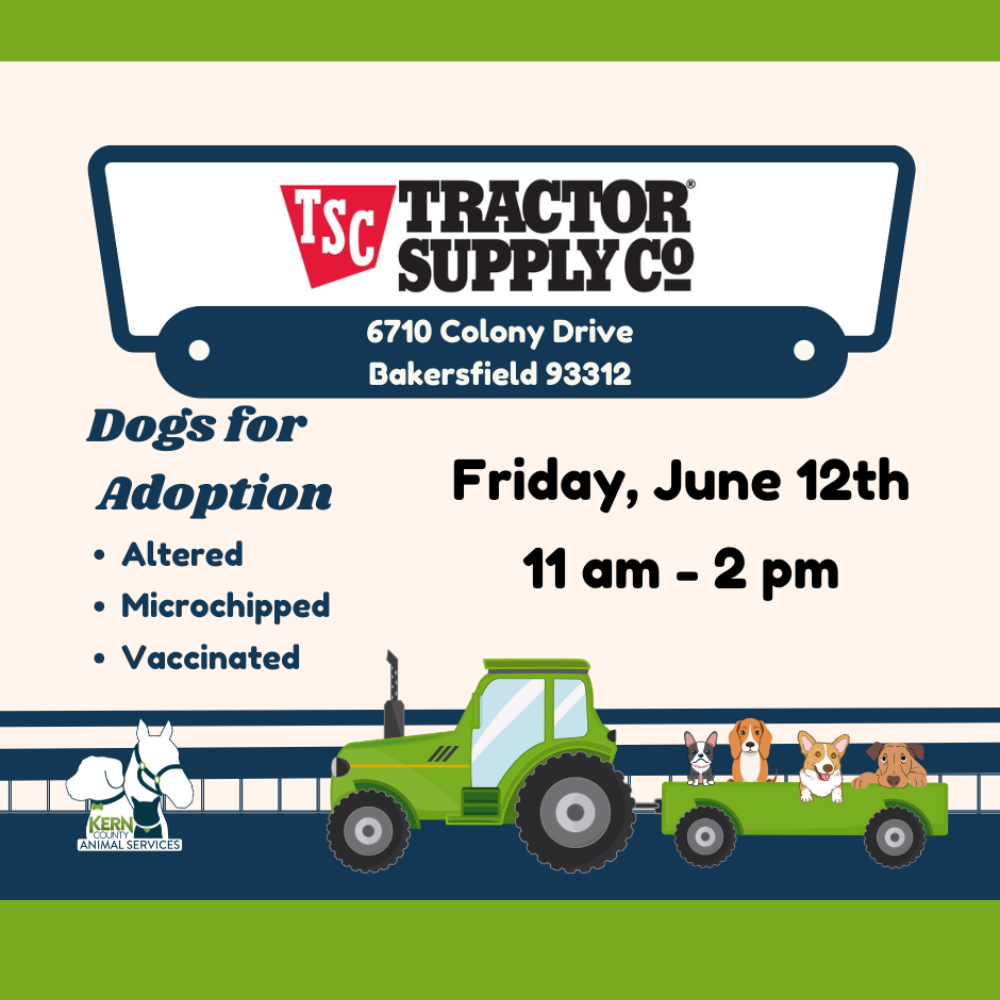 TSC TRACTOR®
SUPPLY Cº
6710 Colony Drive
Bakersfield 93312
Dogs for
Adoption
• Altered
• Microchipped
• Vaccinated
Friday, June 12th
11 am - 2 pm
KERN
COUNTY
ANIMAL SERVICES